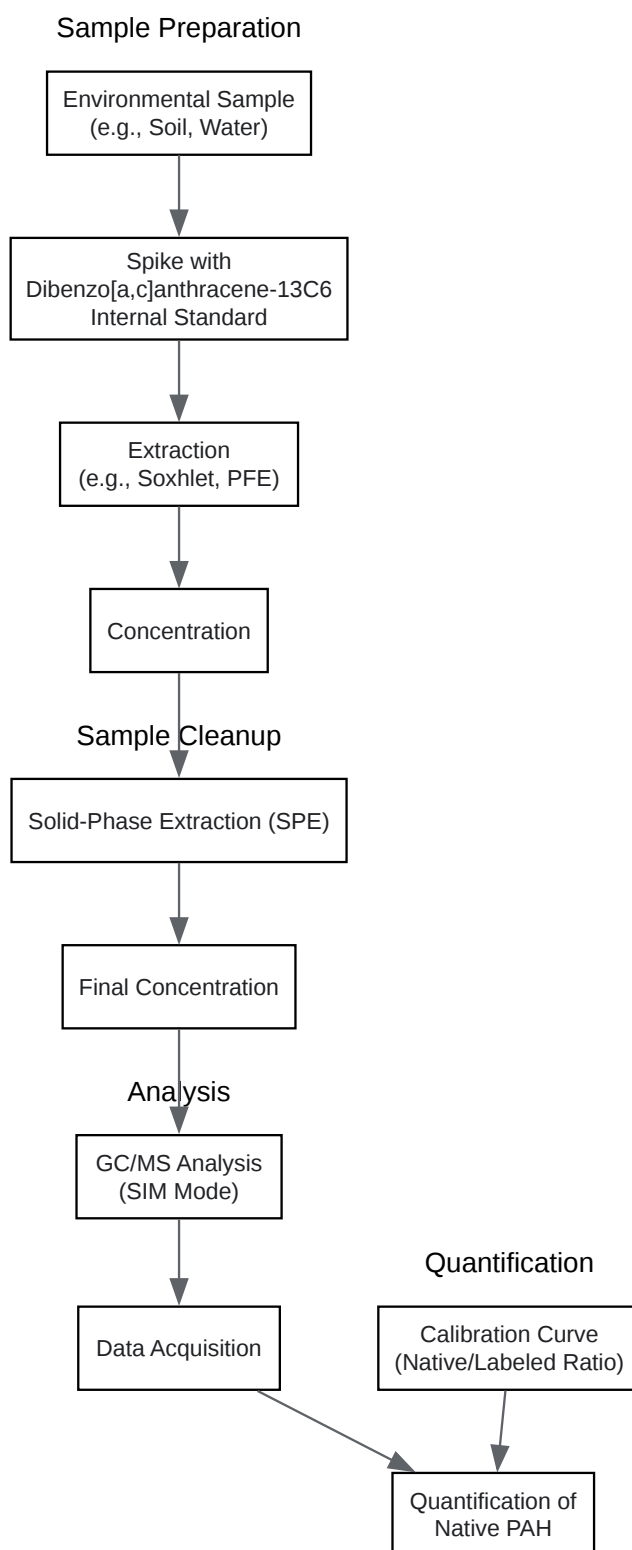 Sample Preparation
Environmental Sample
(e.g., Soil, Water)
Spike with
Dibenzo[a,c]anthracene-13C6
Internal Standard
Extraction
(e.g., Soxhlet, PFE)
Concentration
Sample Cleanup
Solid-Phase Extraction (SPE)
Final Concentration
Analysis
GC/MS Analysis
(SIM Mode)
Data Acquisition
Quantification
Calibration Curve
(Native/Labeled Ratio)
Quantification of
Native PAH